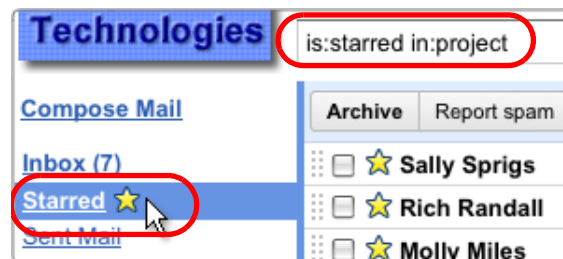 Technologies
is:starred in:project
Compose Mail
Archive Report spam
Inbox (7)
Sally Sprigs
Starred
Rich Randall
Sent Mail
Molly Miles